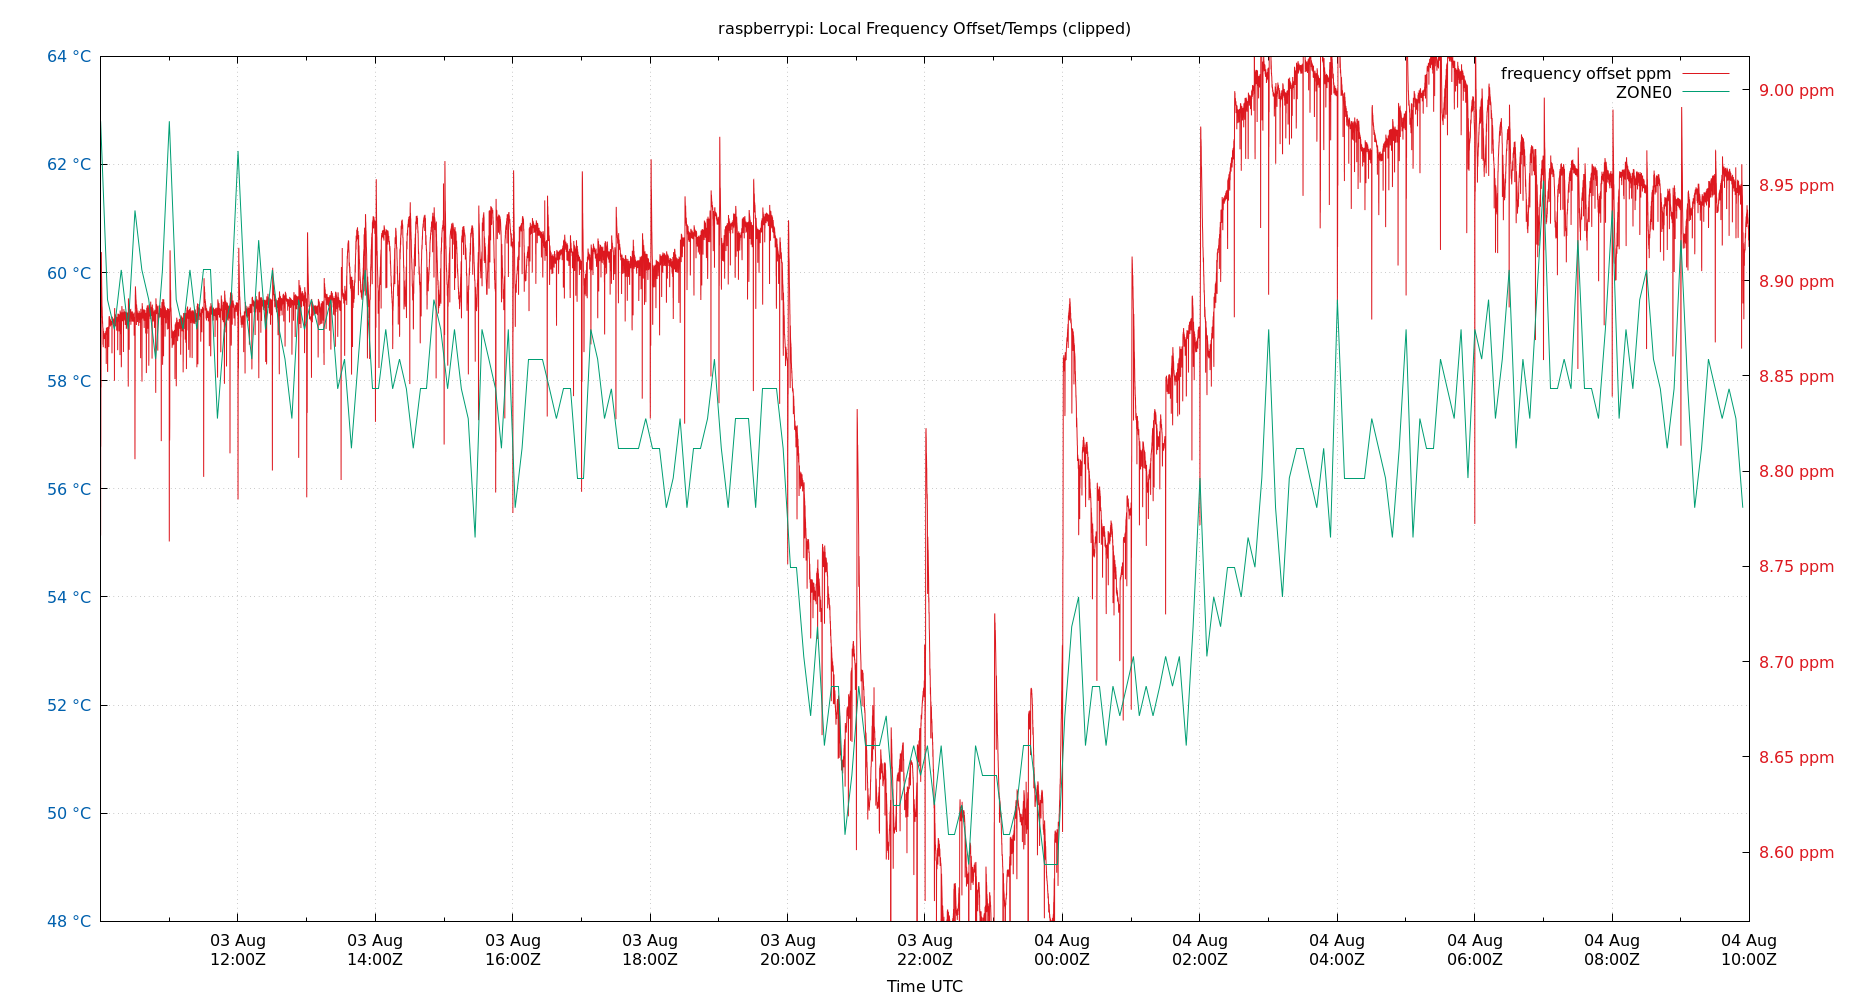 raspberrypi: Local Frequency Offset/Temps (clipped)
frequency offset ppm
ZONE0
64 °C
62 °C
60 °C
58 °C
56 °C
54 °C
52 °C
50 °C
48 °C
9.00 ppm
8.95 ppm
8.90 ppm
8.85 ppm
8.80 ppm
8.75 ppm
8.70 ppm
8.65 ppm
8.60 ppm
03 Aug
12:00Z
03 Aug
14:00Z
03 Aug
16:00Z
03 Aug
18:00Z
03 Aug
20:00Z
03 Aug
22:00Z
04 Aug
00:00Z
04 Aug
02:00Z
04 Aug
04:00Z
04 Aug
06:00Z
04 Aug
08:00Z
04 Aug
10:00Z
Time UTC